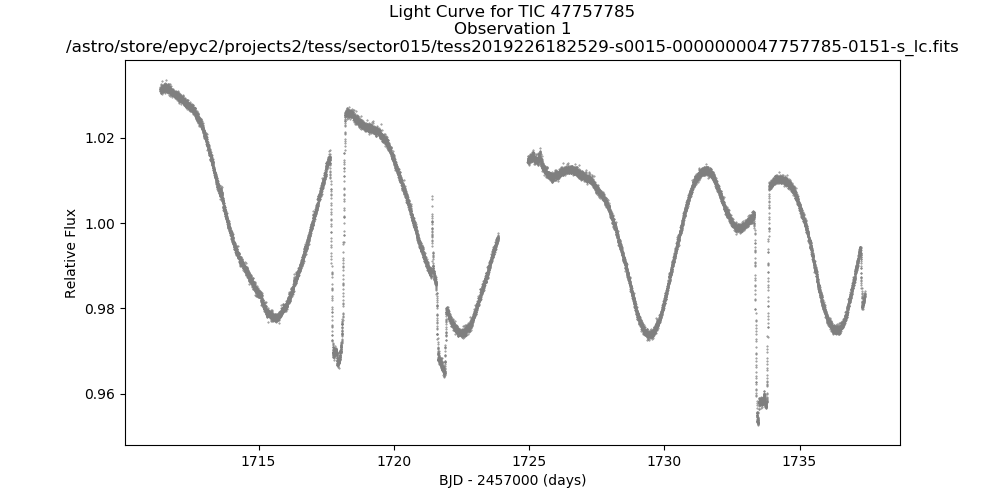 Light Curve for TIC 47757785
Observation 1
/astro/store/epyc2/projects2/tess/sector015/tess2019226182529-s0015-0000000047757785-0151-s_lc.fits
Relative Flux
1.02
1.00
0.98
0.96
1715
1720
1725
1730
1735
BJD - 2457000 (days)